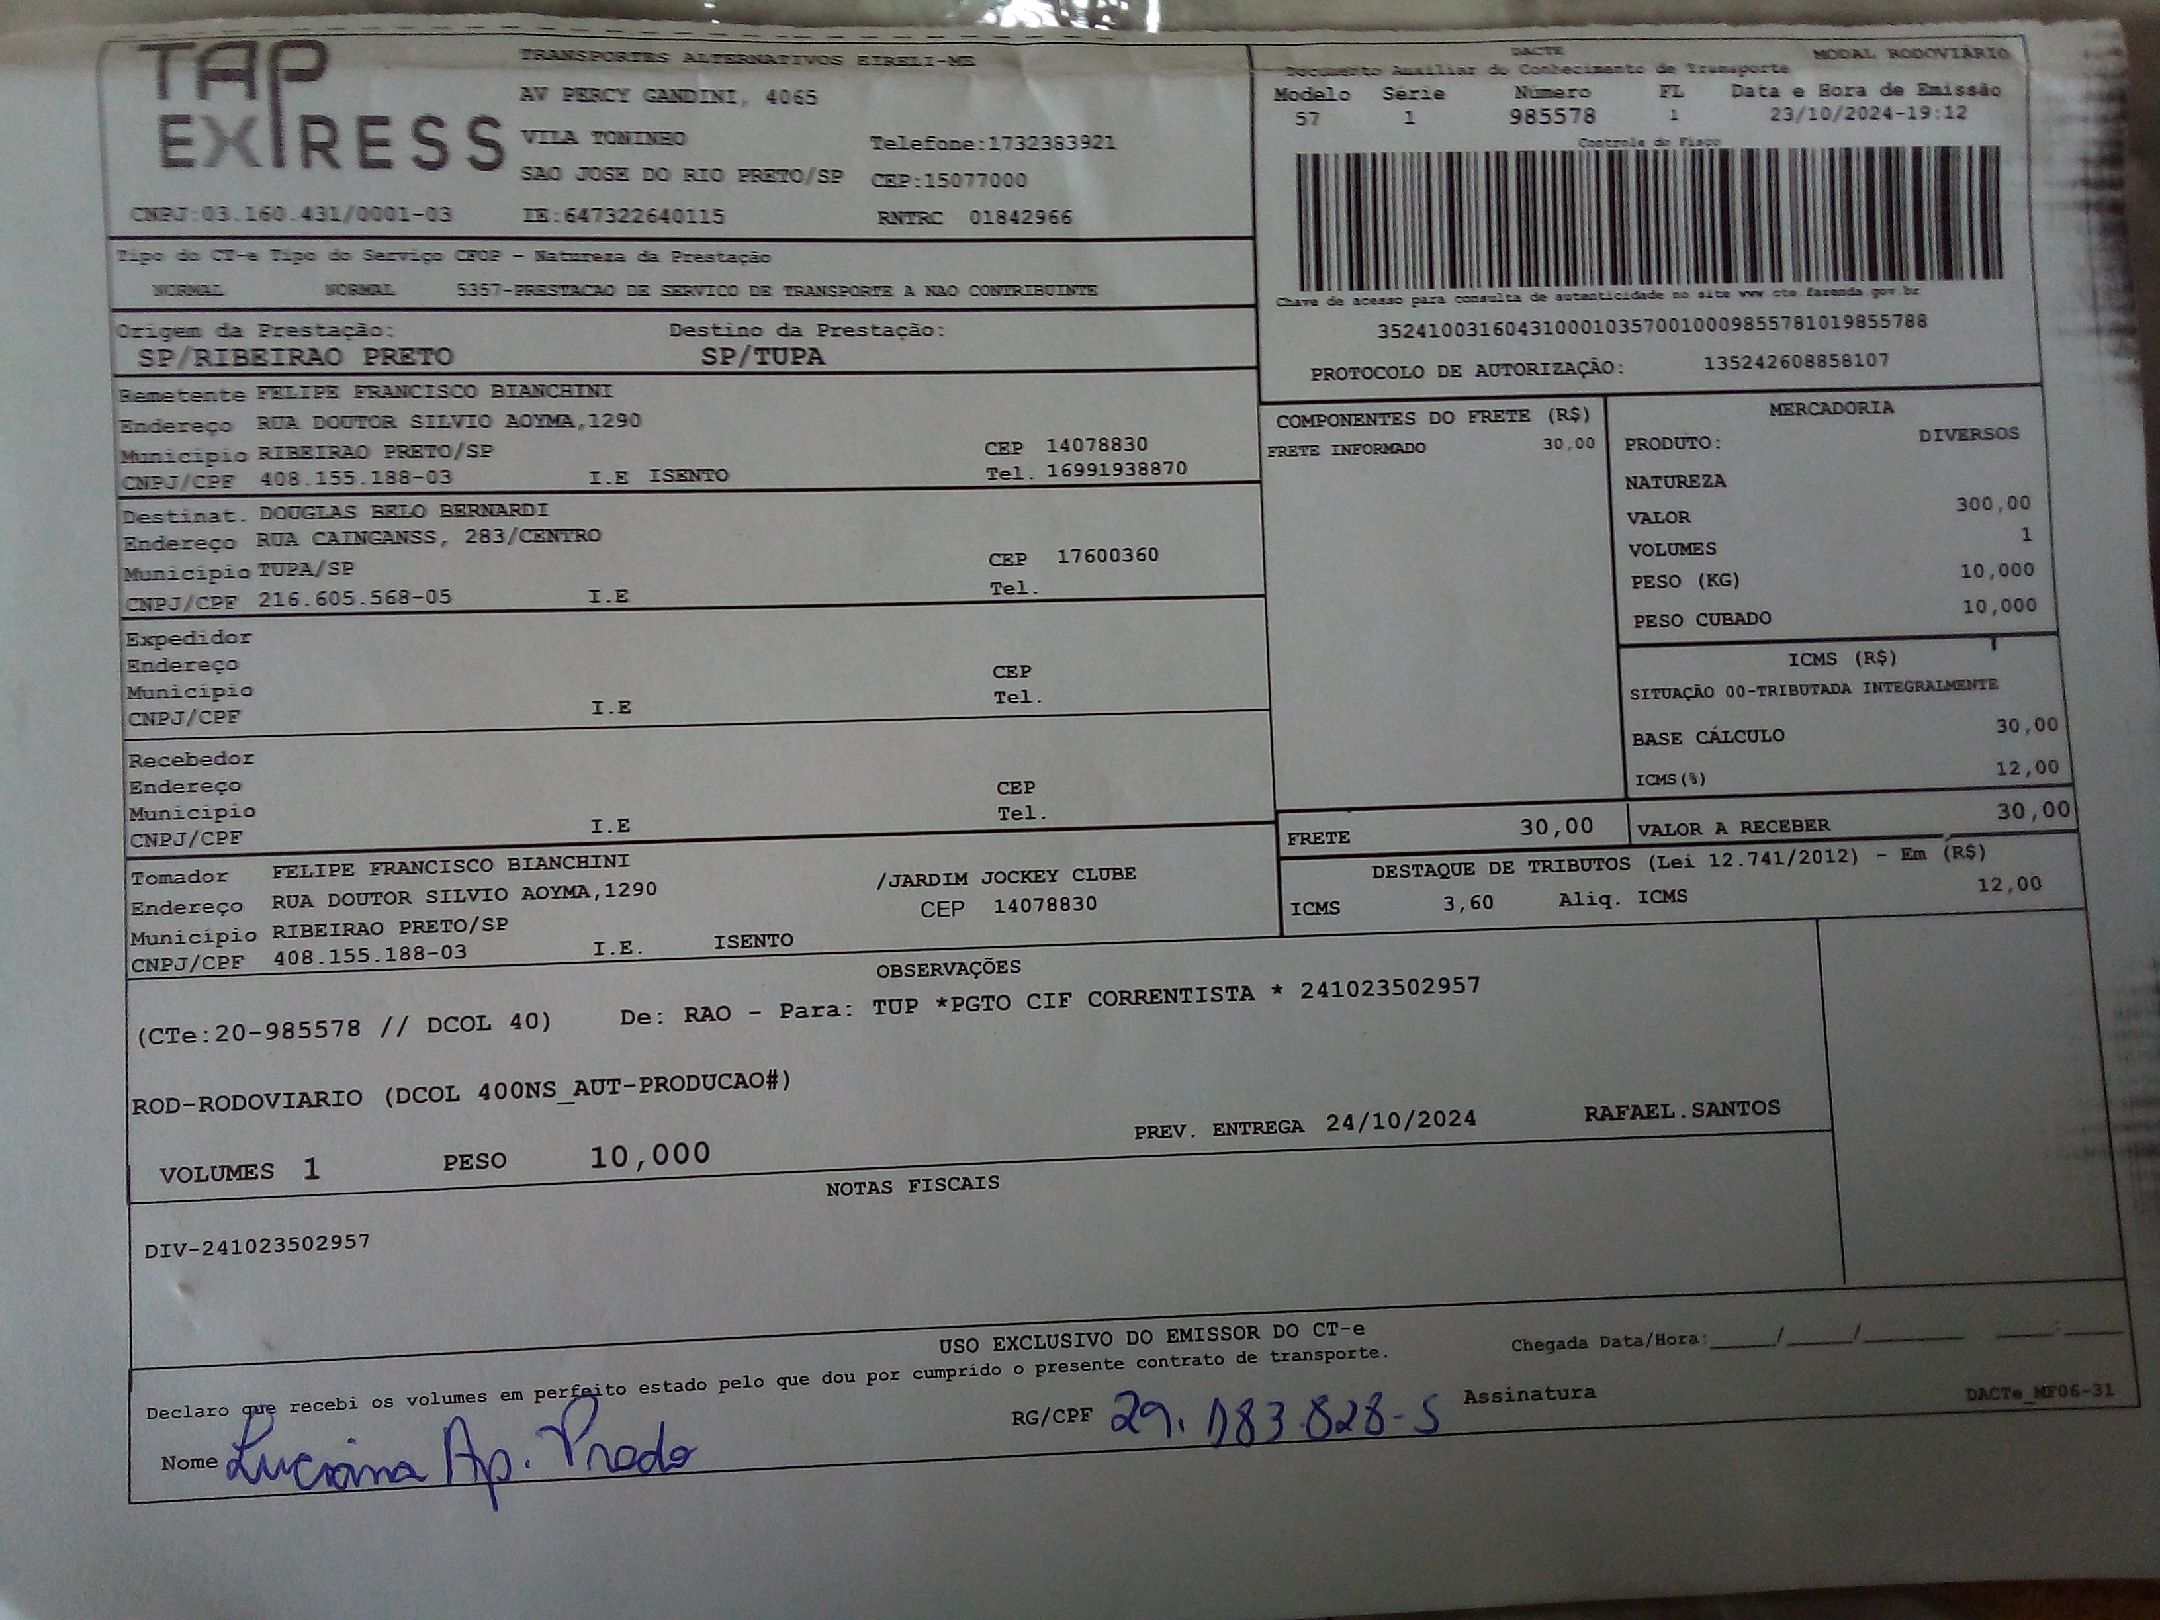 TAP EXPRESS
TRANSPORTES ALTERNATIVOS EIRELI-ME
AV PERCY GANDINI, 4065
VILA TONINHO Telefone:1732383921
SAO JOSE DO RIO PRETO/SP CEP:15077000
CNPJ:03.160.431/0001-03 IE:647322640115 RNTRC 01842966
DACTE MODAL RODOVIÁRIO
Documento Auxiliar do Conhecimento de Transporte
Modelo Série Número FL Data e Hora de Emissão
57 1 985578 1 23/10/2024-19:12
Controle do Fisco
Chave de acesso para consulta de autenticidade no site www.cte.fazenda.gov.br
35241003160431000103570010009855781019855788
PROTOCOLO DE AUTORIZAÇÃO: 135242608858107
Tipo do CT-e Tipo do Serviço CFOP - Natureza da Prestação
NORMAL NORMAL 5357-PRESTACAO DE SERVICO DE TRANSPORTE A NAO CONTRIBUINTE
Origem da Prestação: Destino da Prestação:
SP/RIBEIRAO PRETO SP/TUPA
Remetente FELIPE FRANCISCO BIANCHINI
Endereço RUA DOUTOR SILVIO AOYMA,1290
Município RIBEIRAO PRETO/SP CEP 14078830
CNPJ/CPF 408.155.188-03 I.E ISENTO Tel. 16991938870
Destinat. DOUGLAS BELO BERNARDI
Endereço RUA CAINGANSS, 283/CENTRO
Município TUPA/SP CEP 17600360
CNPJ/CPF 216.605.568-05 I.E Tel.
Expedidor
Endereço
Município CEP
CNPJ/CPF I.E Tel.
Recebedor
Endereço
Município CEP
CNPJ/CPF I.E Tel.
Tomador FELIPE FRANCISCO BIANCHINI
Endereço RUA DOUTOR SILVIO AOYMA,1290 /JARDIM JOCKEY CLUBE
Município RIBEIRAO PRETO/SP CEP 14078830
CNPJ/CPF 408.155.188-03 I.E. ISENTO
COMPONENTES DO FRETE (R$)
FRETE INFORMADO 30,00
MERCADORIA
PRODUTO: DIVERSOS
NATUREZA
VALOR 300,00
VOLUMES 1
PESO (KG) 10,000
PESO CUBADO 10,000
ICMS (R$)
SITUAÇÃO 00-TRIBUTADA INTEGRALMENTE
BASE CÁLCULO 30,00
ICMS(%) 12,00
FRETE 30,00 VALOR A RECEBER 30,00
DESTAQUE DE TRIBUTOS (Lei 12.741/2012) - Em (R$)
ICMS 3,60 Aliq. ICMS 12,00
OBSERVAÇÕES
(CTe:20-985578 // DCOL 40) De: RAO - Para: TUP *PGTO CIF CORRENTISTA * 241023502957
ROD-RODOVIARIO (DCOL 400NS_AUT-PRODUCAO#)
VOLUMES 1 PESO 10,000 PREV. ENTREGA 24/10/2024 RAFAEL.SANTOS
NOTAS FISCAIS
DIV-241023502957
USO EXCLUSIVO DO EMISSOR DO CT-e
Declaro que recebi os volumes em perfeito estado pelo que dou por cumprido o presente contrato de transporte. Chegada Data/Hora:____/____/______ ____:____
Nome Luciana Ap. Prado RG/CPF 29.183.828-5 Assinatura DACTe_MF06-31